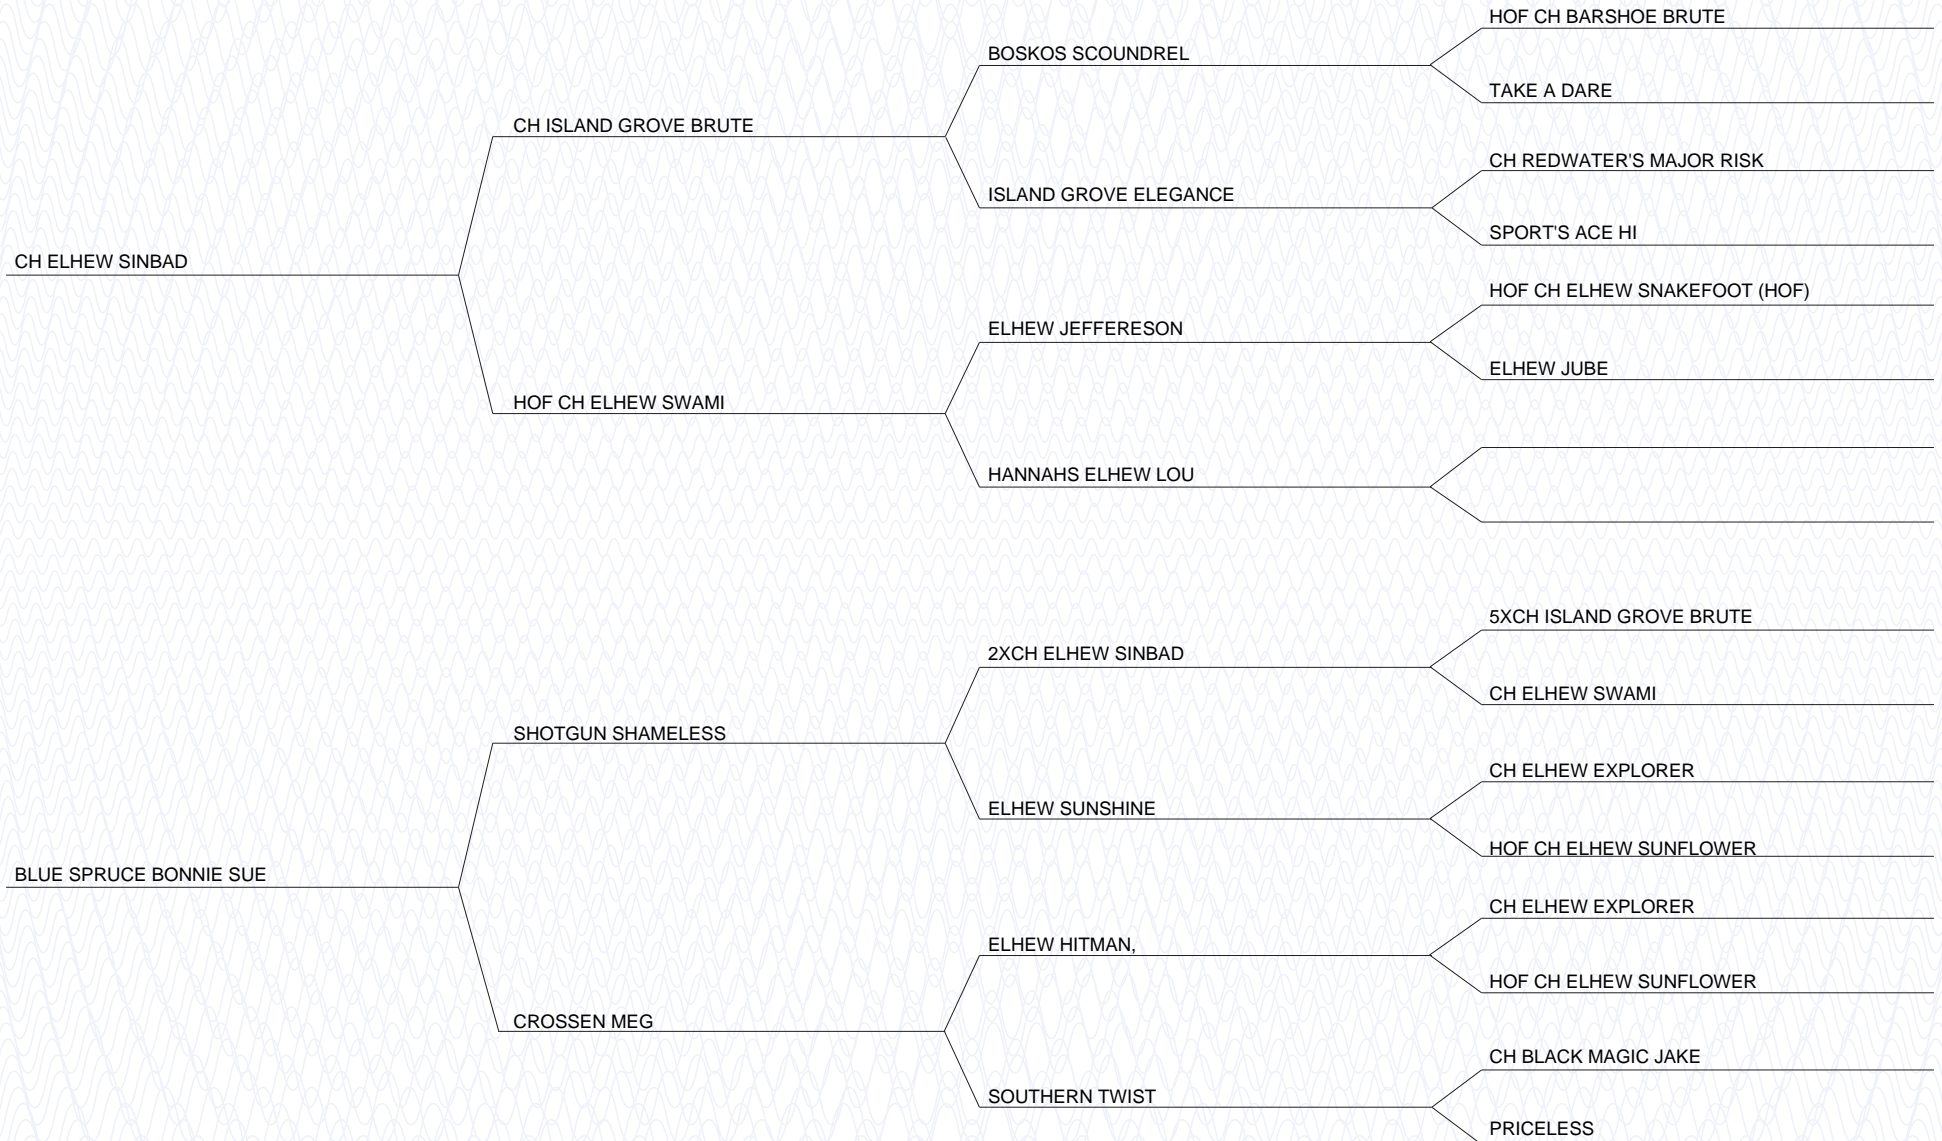 HOF CH BARSHOE BRUTE
BOSKOS SCOUNDREL
TAKE A DARE
CH ISLAND GROVE BRUTE
CH REDWATER'S MAJOR RISK
ISLAND GROVE ELEGANCE
SPORT'S ACE HI
CH ELHEW SINBAD
HOF CH ELHEW SNAKEFOOT (HOF)
ELHEW JEFFERESON
ELHEW JUBE
HOF CH ELHEW SWAMI
HANNAHS ELHEW LOU
5XCH ISLAND GROVE BRUTE
2XCH ELHEW SINBAD
CH ELHEW SWAMI
SHOTGUN SHAMELESS
CH ELHEW EXPLORER
ELHEW SUNSHINE
HOF CH ELHEW SUNFLOWER
BLUE SPRUCE BONNIE SUE
CH ELHEW EXPLORER
ELHEW HITMAN,
HOF CH ELHEW SUNFLOWER
CROSSEN MEG
CH BLACK MAGIC JAKE
SOUTHERN TWIST
PRICELESS